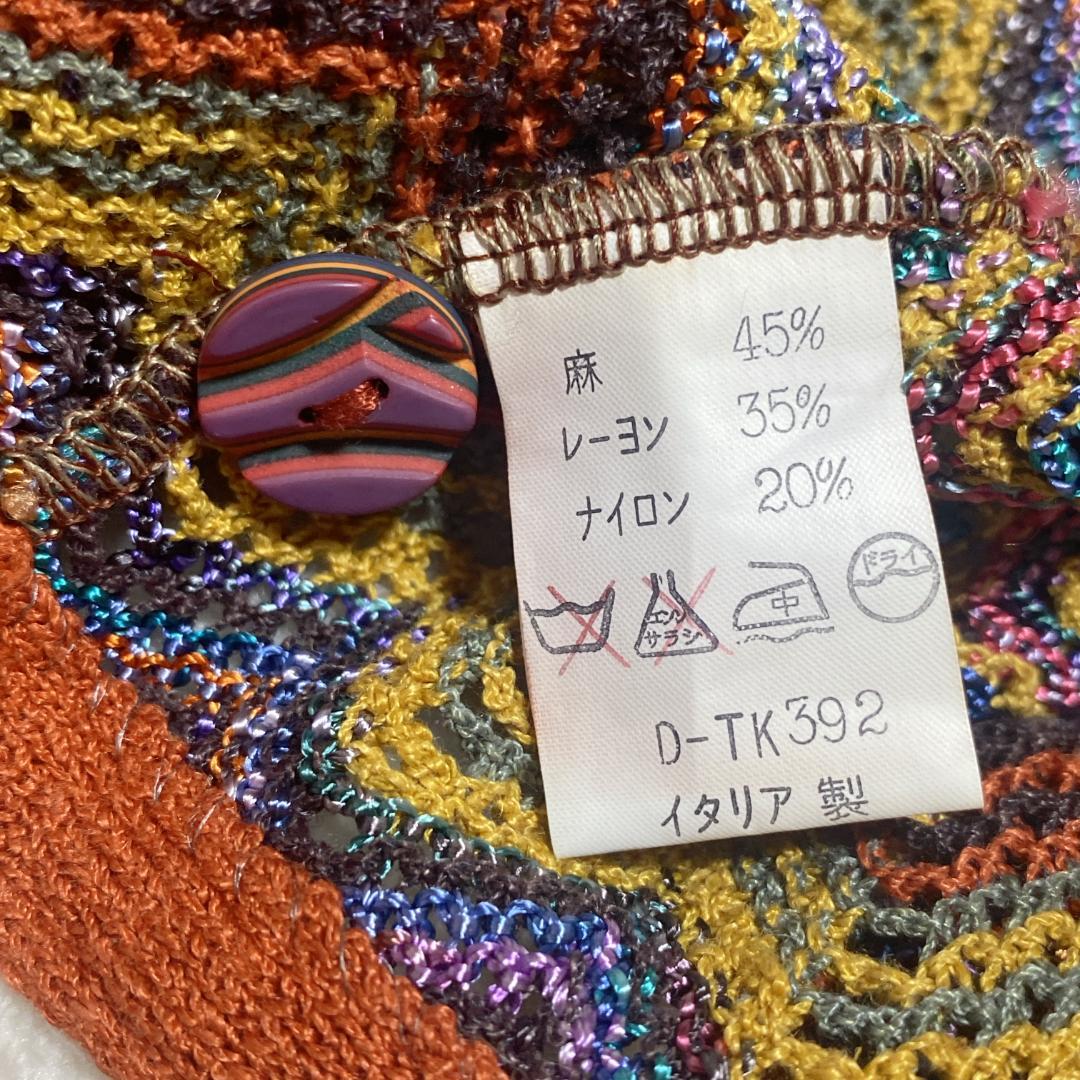 麻 45%
レーヨン 35%
ナイロン 20%
エンソ
サラシ
中
ドライ
D-TK392
イタリア 製